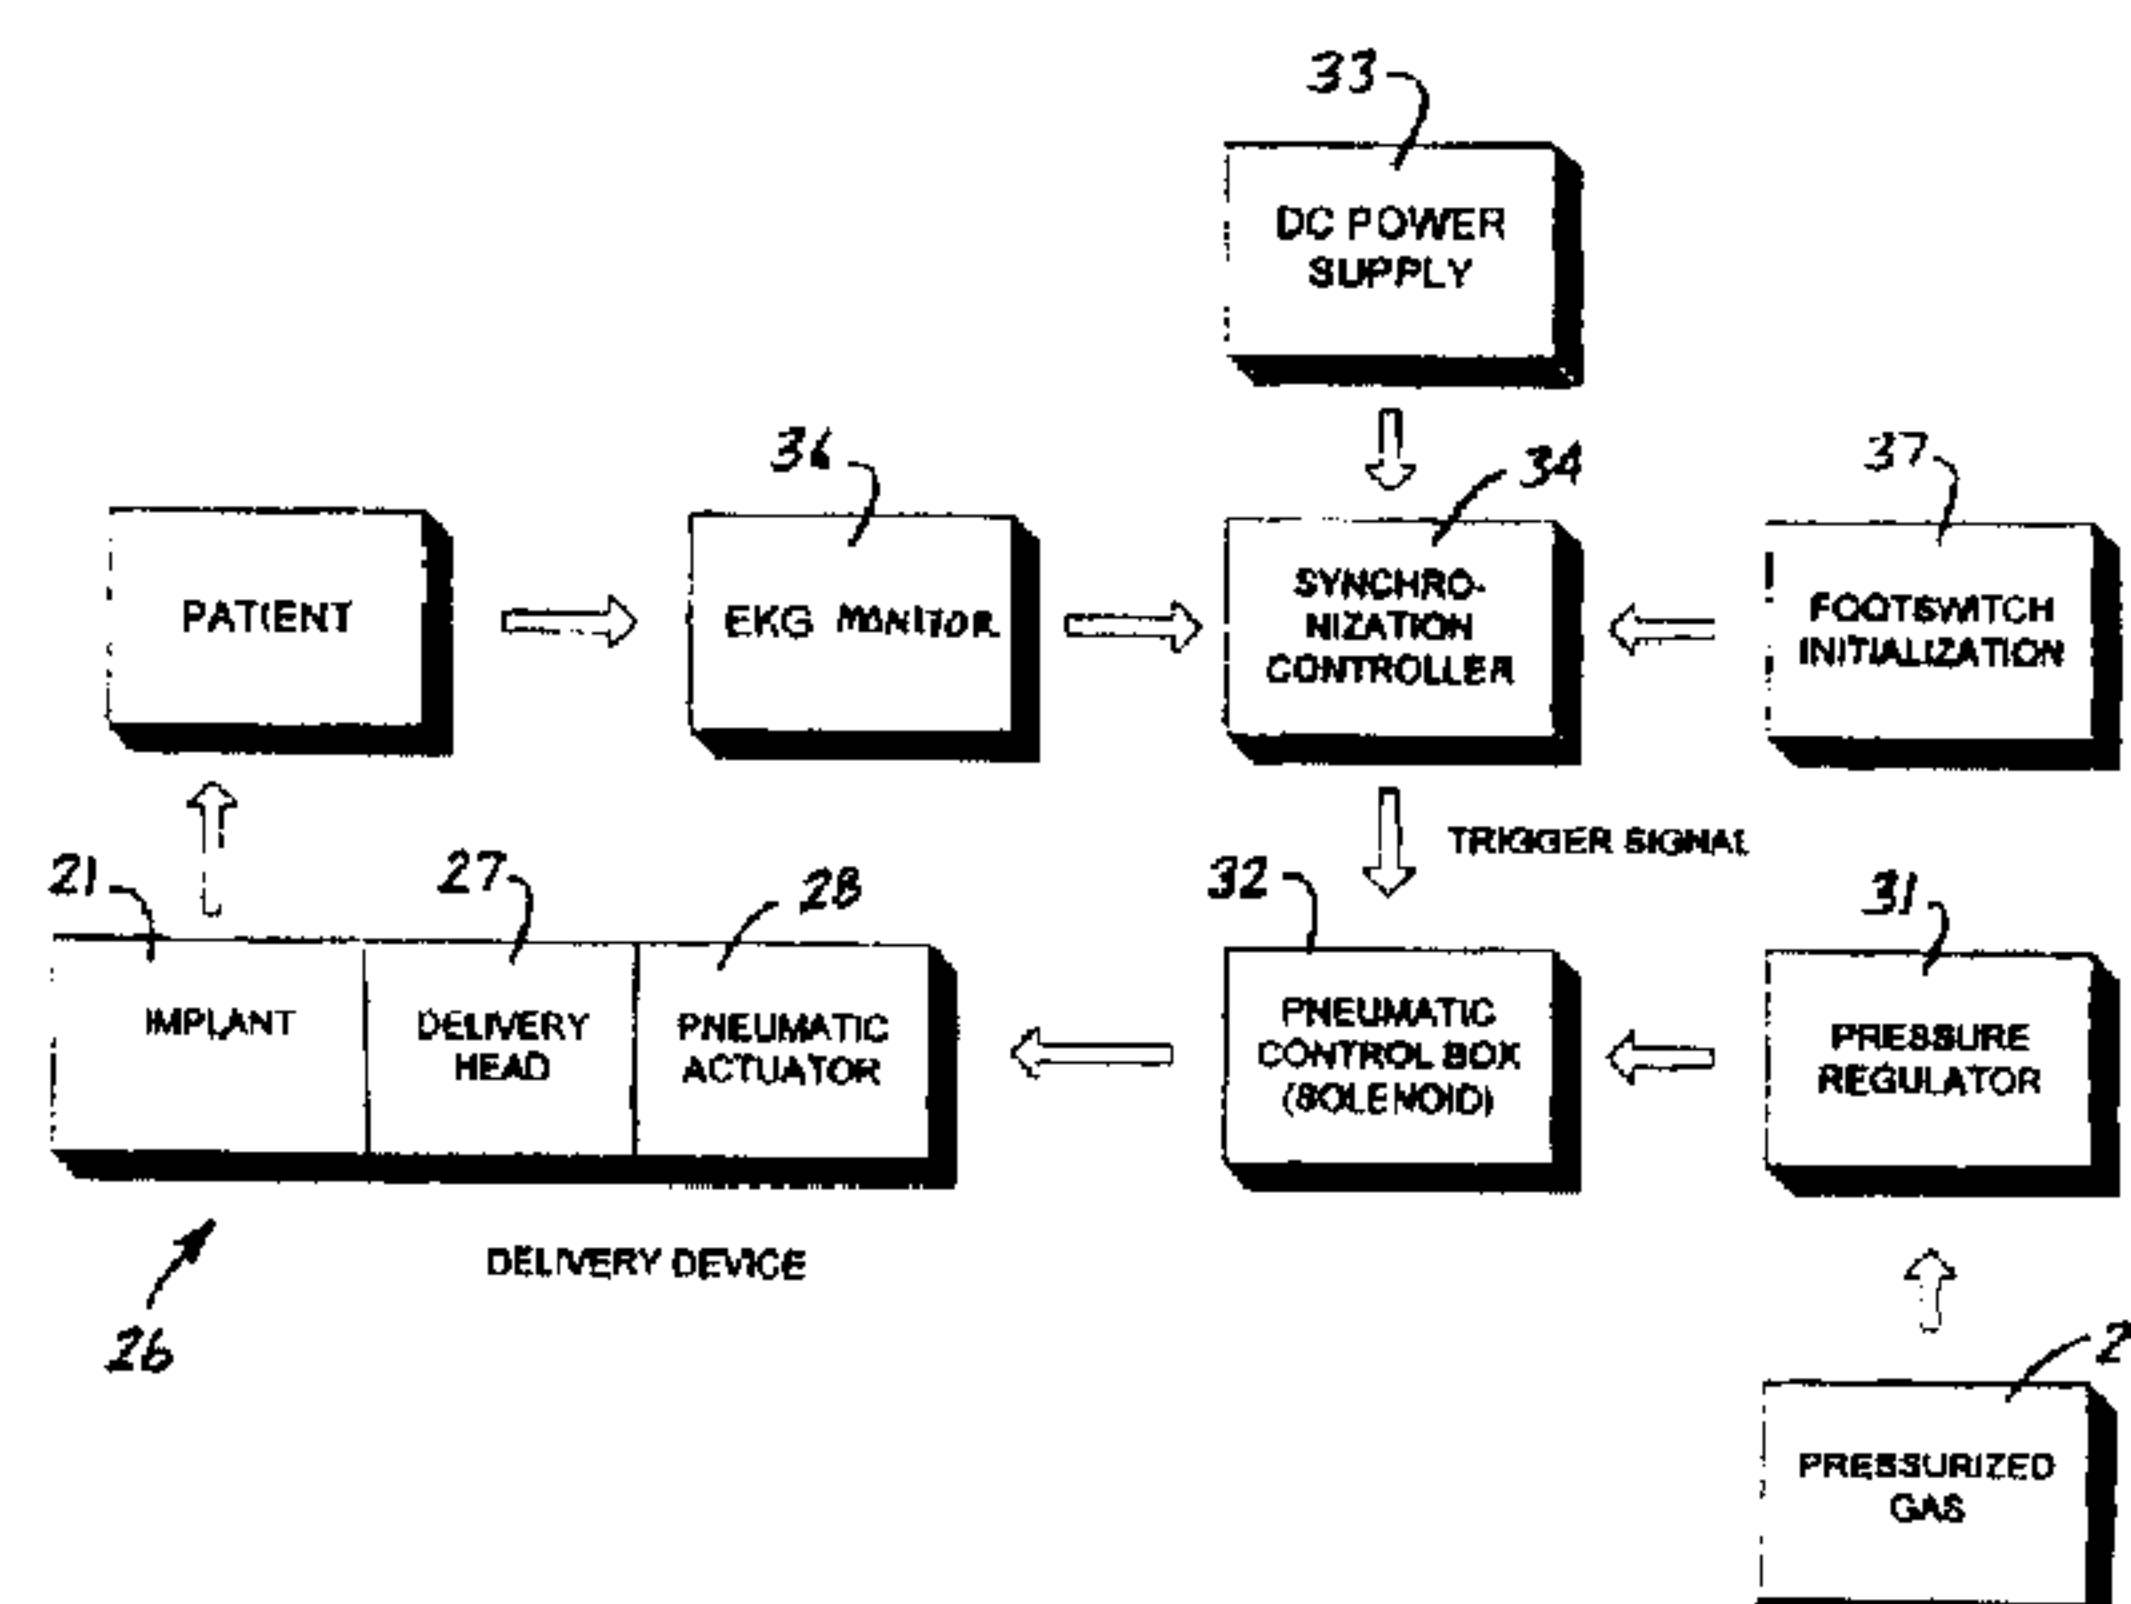 33
DC POWER
SUPPLY
36
34
37
PATIENT
EKG MONITOR
SYNCHRO-
NIZATION
CONTROLLER
FOOTSWITCH
INITIALIZATION
TRIGGER SIGNAL
21
27
28
32
31
IMPLANT
DELIVERY
HEAD
PNEUMATIC
ACTUATOR
PNEUMATIC
CONTROL BOX
(SOLENOID)
PRESSURE
REGULATOR
DELIVERY DEVICE
26
2
PRESSURIZED
GAS